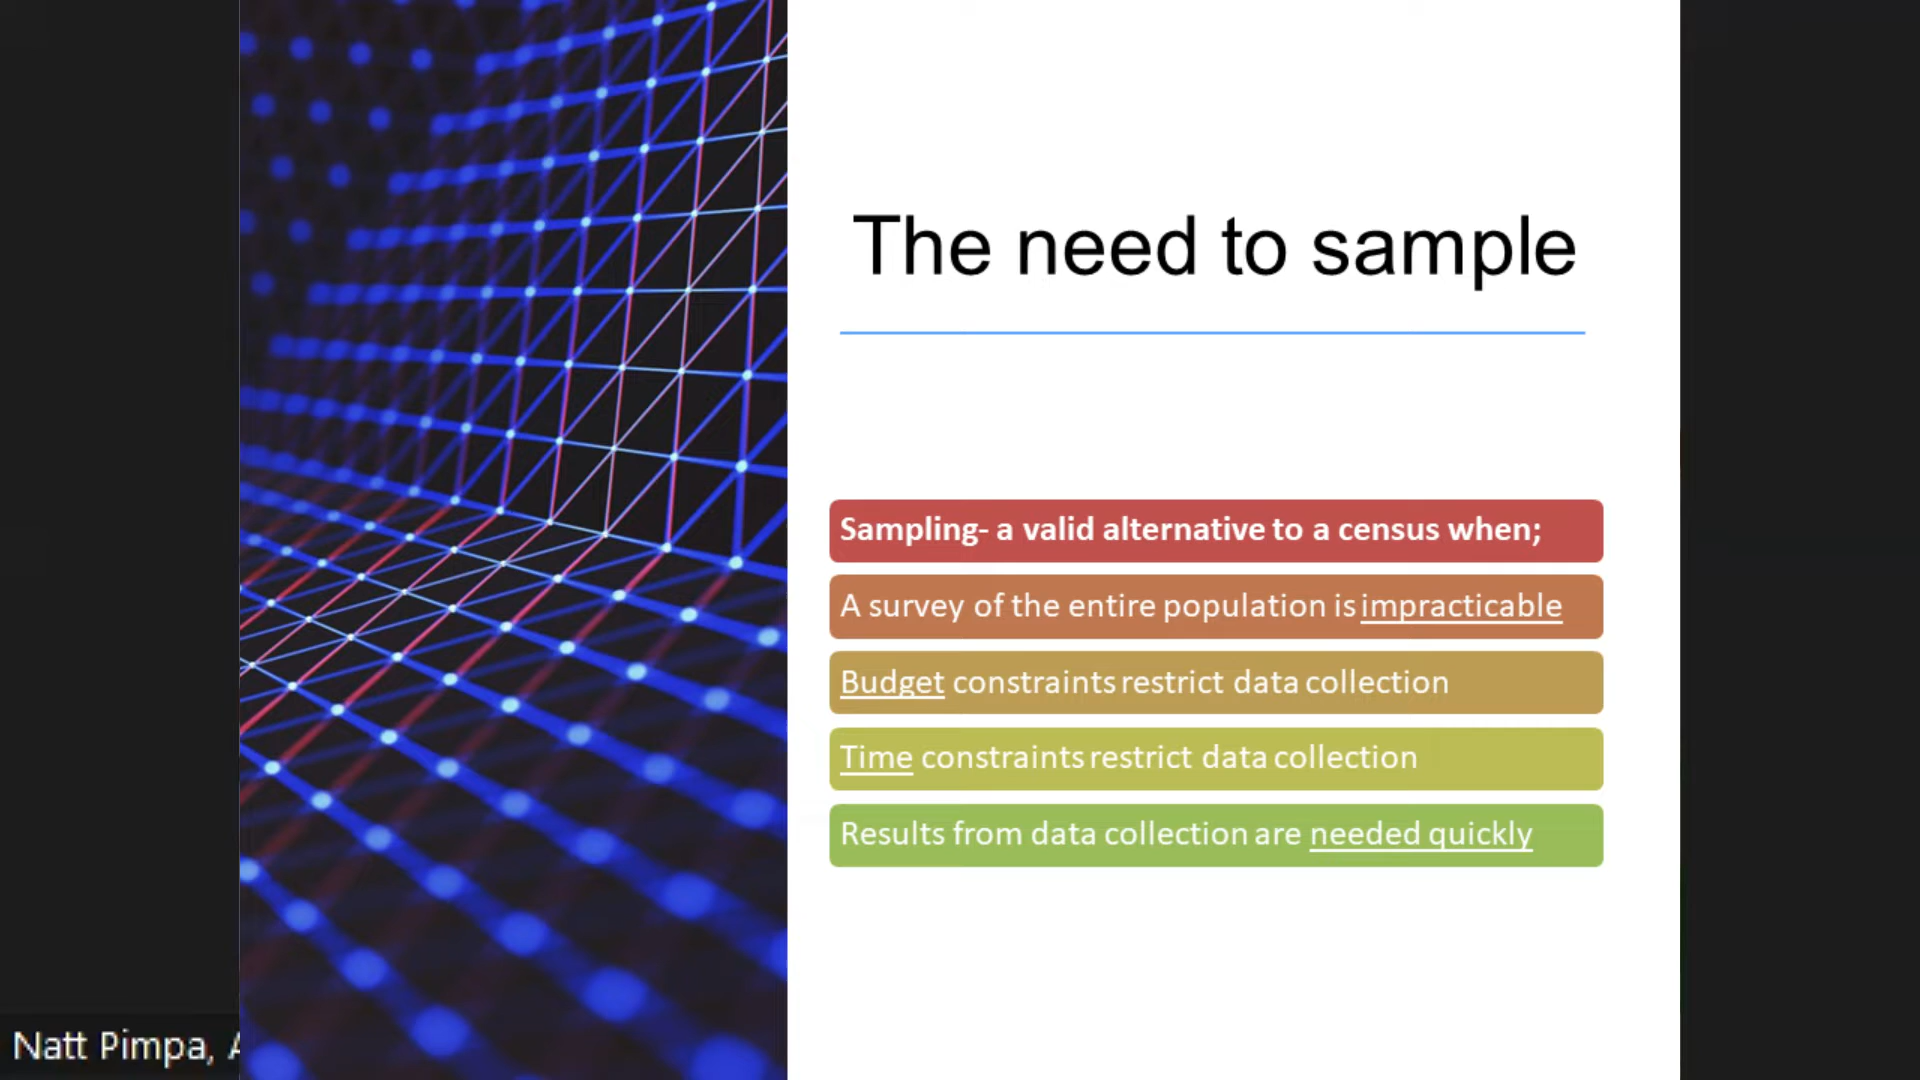 The need to sample
Sampling- a valid alternative to a census when;
A survey of the entire population is impracticable
Budget constraints restrict data collection
Time constraints restrict data collection
Results from data collection are needed quickly
Natt Pimpa,